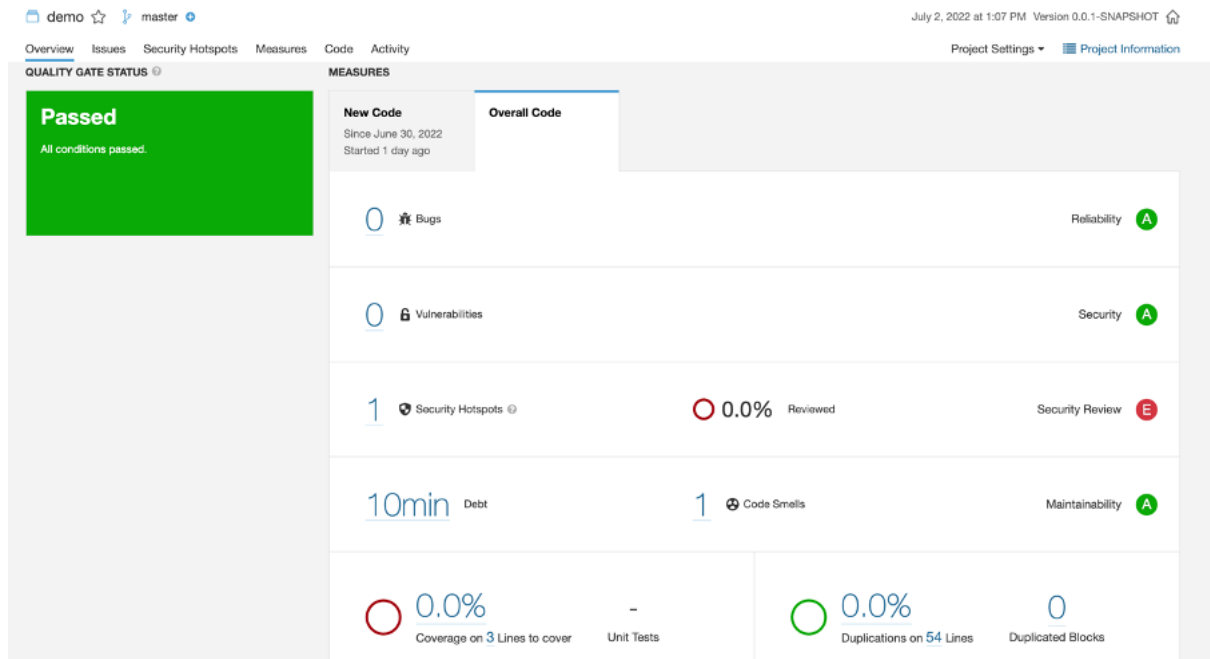 demo master
July 2, 2022 at 1:07 PM Version 0.0.1-SNAPSHOT
Overview Issues Security Hotspots Measures Code Activity
Project Settings Project Information
QUALITY GATE STATUS
MEASURES
Passed
All conditions passed.
New Code
Since June 30, 2022
Started 1 day ago
Overall Code
0 Bugs Reliability A
0 Vulnerabilities Security A
1 Security Hotspots 0.0% Reviewed Security Review E
10min Debt 1 Code Smells Maintainability A
0.0%
Coverage on 3 Lines to cover
-
Unit Tests
0.0%
Duplications on 54 Lines
0
Duplicated Blocks